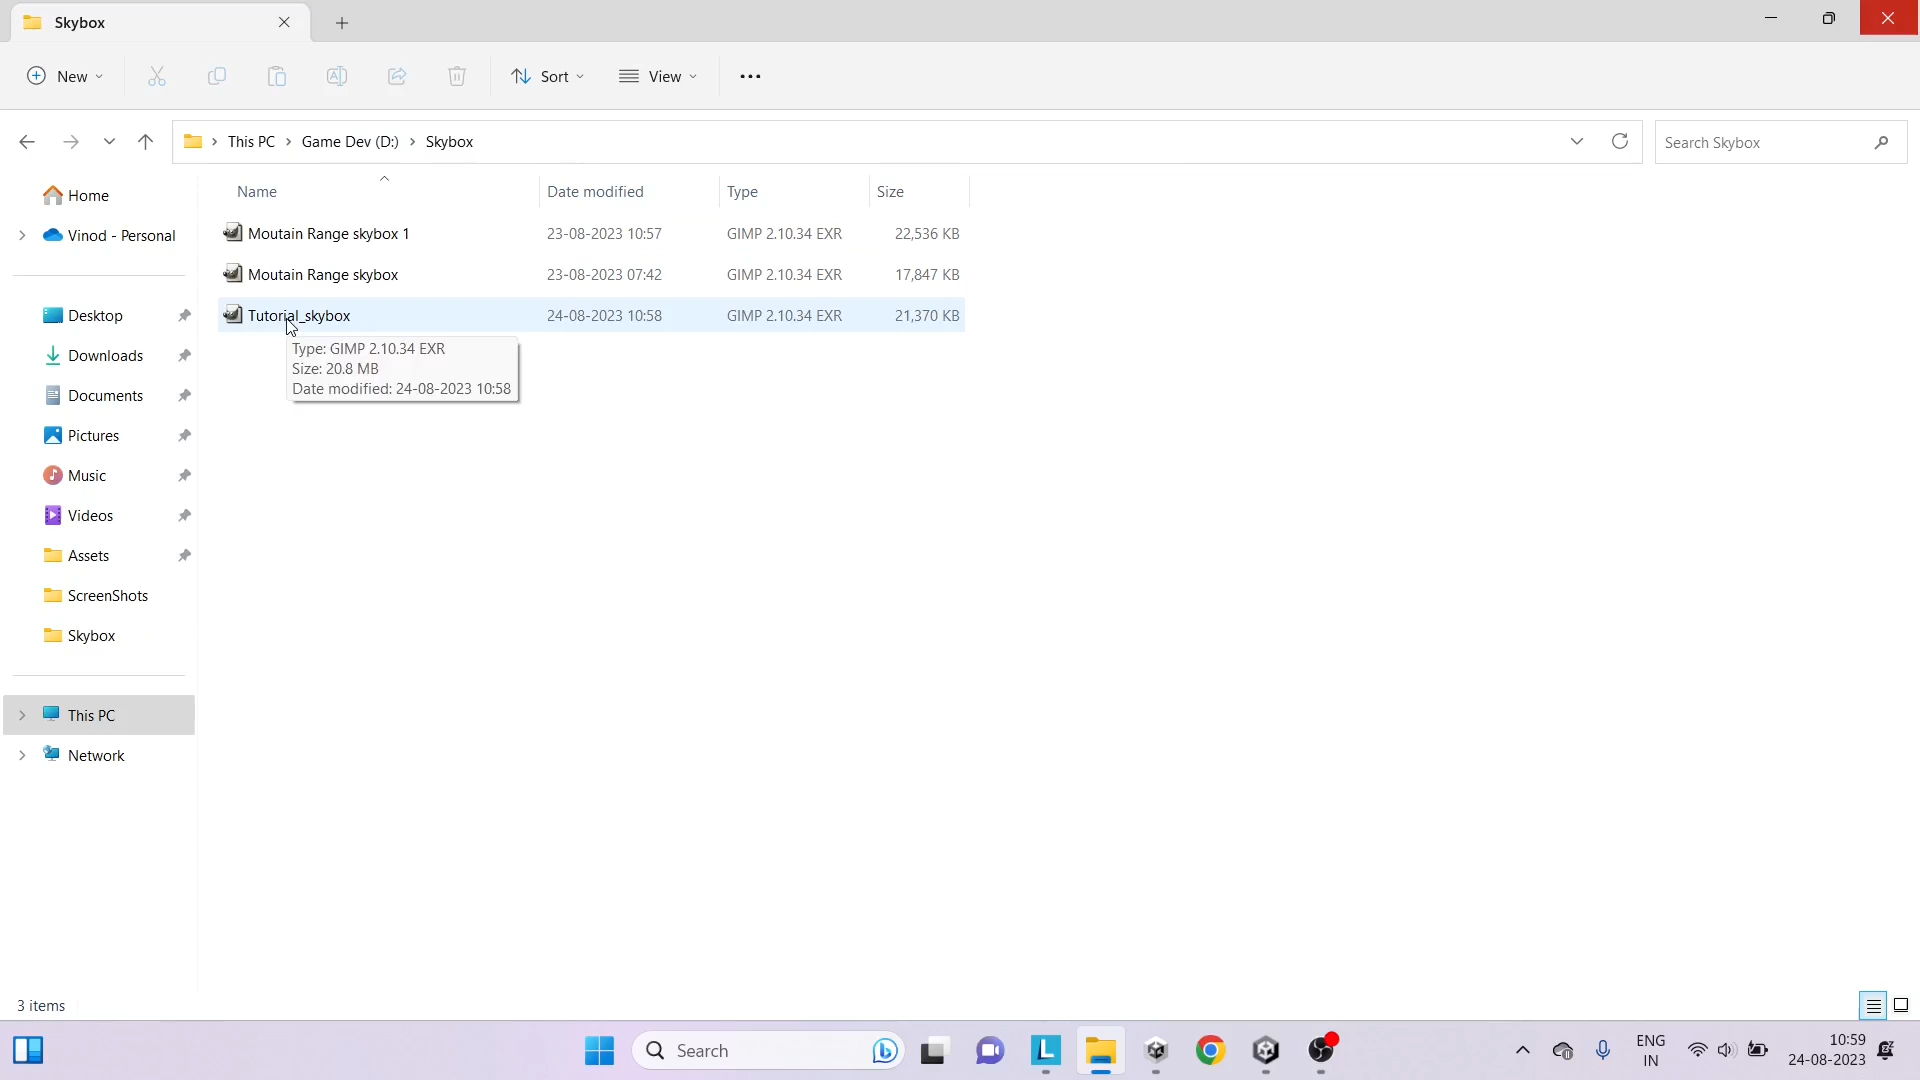 Skybox
New
Sort
View
This PC > Game Dev (D:) > Skybox
Search Skybox
Home
Vinod - Personal
Desktop
Downloads
Documents
Pictures
Music
Videos
Assets
ScreenShots
Skybox
This PC
Network
Name Date modified Type Size
Moutain Range skybox 1 23-08-2023 10:57 GIMP 2.10.34 EXR 22,536 KB
Moutain Range skybox 23-08-2023 07:42 GIMP 2.10.34 EXR 17,847 KB
Tutorial_skybox 24-08-2023 10:58 GIMP 2.10.34 EXR 21,370 KB
Type: GIMP 2.10.34 EXR
Size: 20.8 MB
Date modified: 24-08-2023 10:58
3 items
Search
L
ENG
IN
10:59
24-08-2023